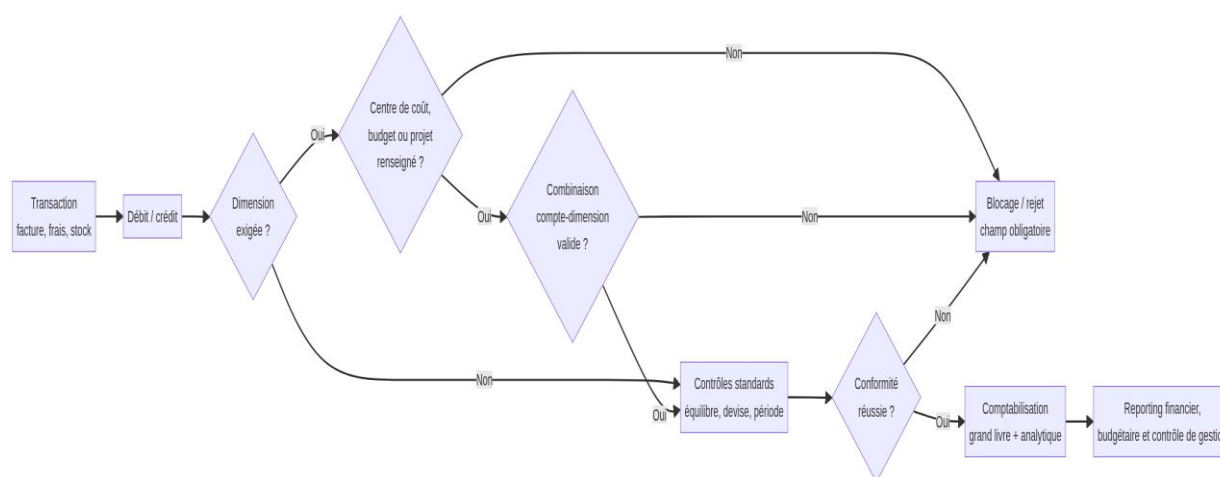 Transaction
facture, frais, stock
Débit / crédit
Dimension
exigée ?
Oui
Non
Centre de coût,
budget ou projet
renseigné ?
Non
Oui
Combinaison
compte-dimension
valide ?
Non
Oui
Contrôles standards
équilibre, devise, période
Conformité
réussie ?
Non
Oui
Blocage / rejet
champ obligatoire
Comptabilisation
grand livre + analytique
Reporting financier,
budgétaire et contrôle de gestio